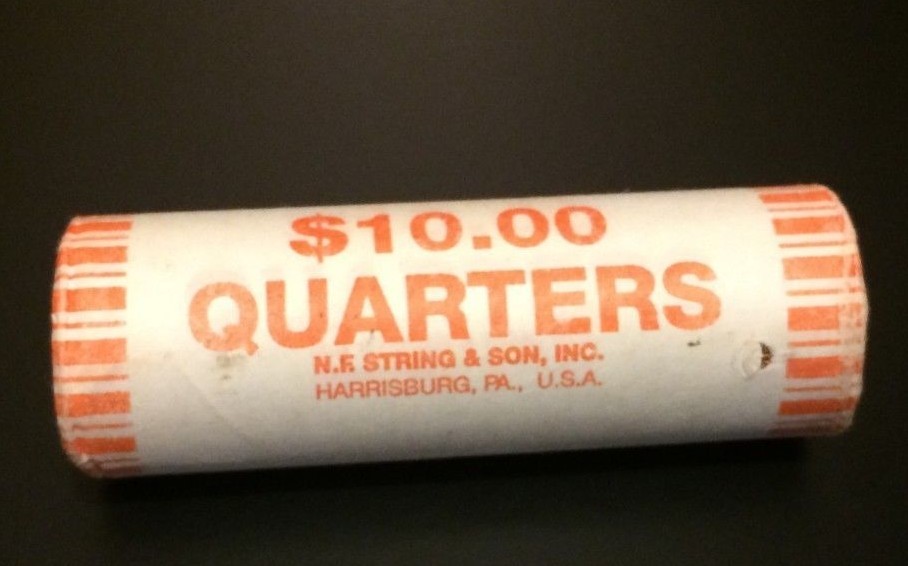 $10.00
QUARTERS
N.F. STRING & SON, INC.
HARRISBURG, PA., U.S.A.